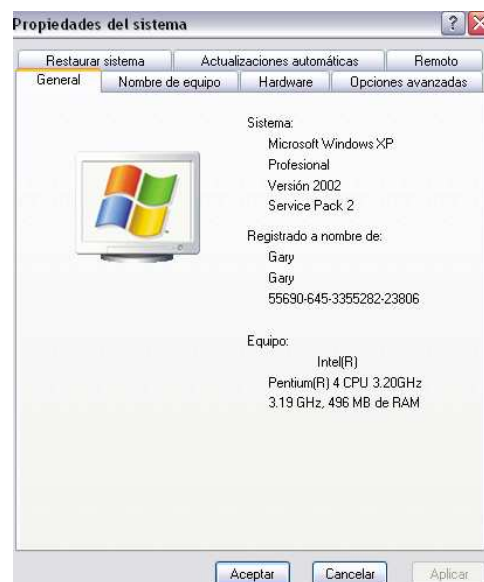 Propiedades del sistema
Restaurar sistema
Actualizaciones automáticas
Remoto
General
Nombre de equipo
Hardware
Opciones avanzadas
Sistema:
Microsoft Windows XP
Profesional
Versión 2002
Service Pack 2
Registrado a nombre de:
Gary
Gary
55690-645-3355282-23806
Equipo:
Intel(R)
Pentium(R) 4 CPU 3.20GHz
3.19 GHz, 496 MB de RAM
Aceptar
Cancelar
Aplicar